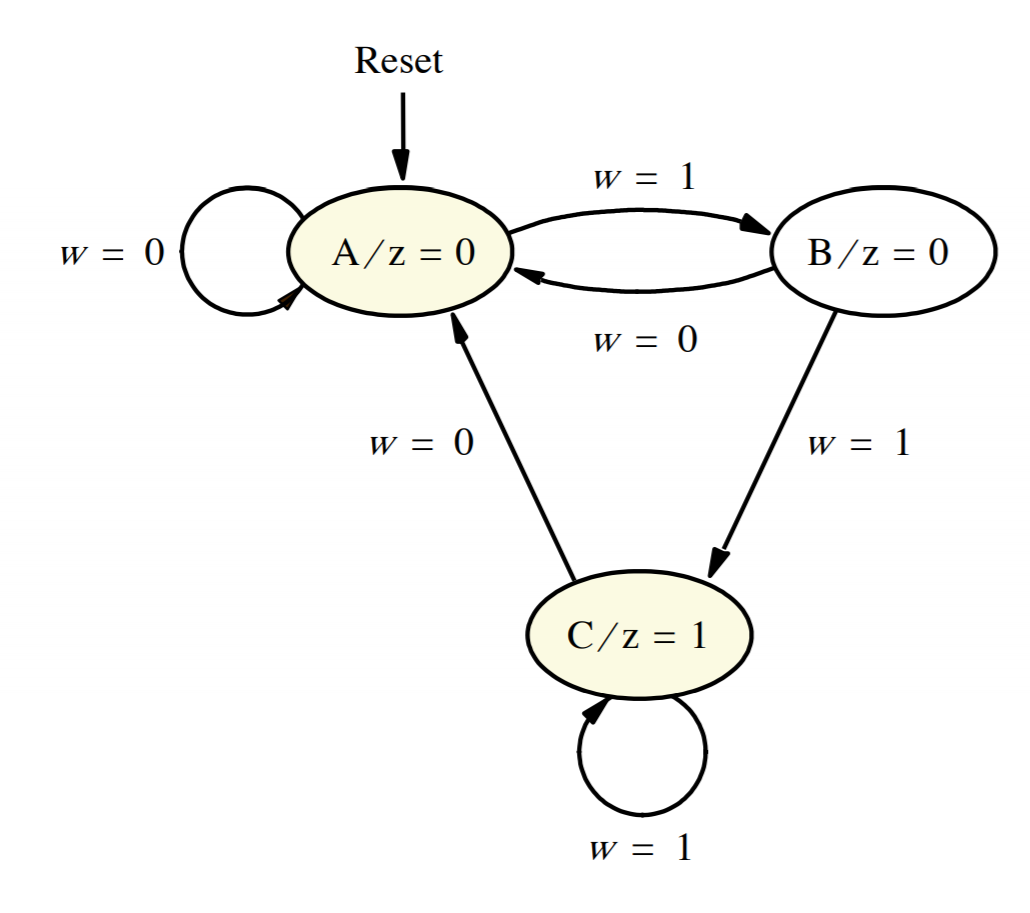 Reset
w = 1
w = 0
A/z = 0
B/z = 0
w = 0
w = 0
w = 1
C/z = 1
w = 1